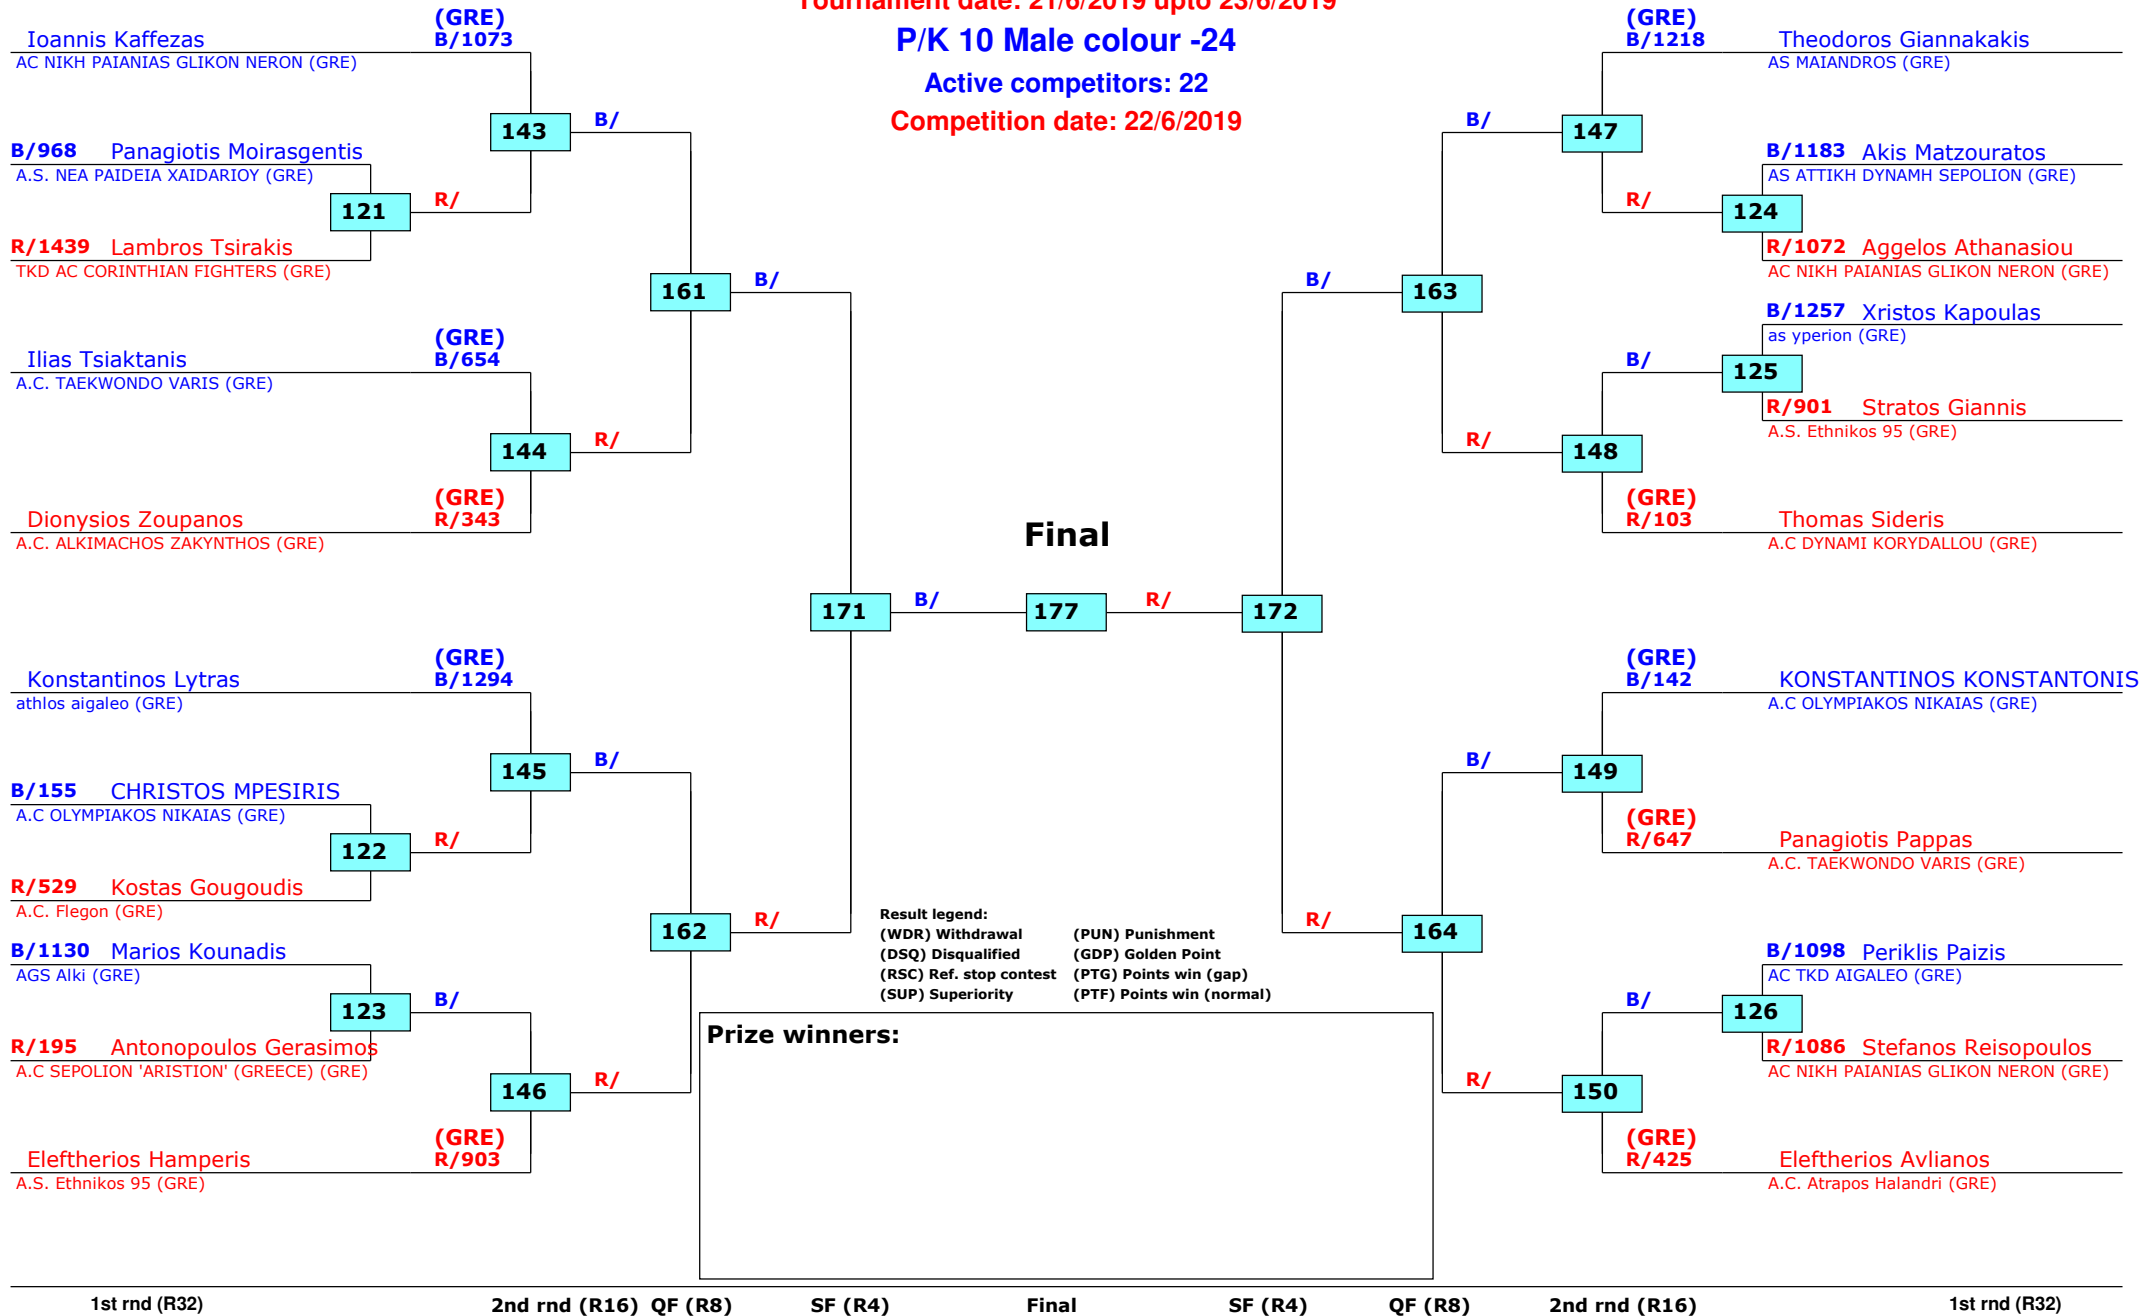 Tournament date: 21/6/2019 upto 23/6/2019
P/K 10 Male colour -24
Active competitors: 22
Competition date: 22/6/2019
(GRE)
Ioannis Kaffezas B/1073
AC NIKH PAIANIAS GLIKON NERON (GRE)
143 B/
B/968 Panagiotis Moirasgentis
A.S. NEA PAIDEIA XAIDARIOY (GRE)
121 R/
R/1439 Lambros Tsirakis
TKD AC CORINTHIAN FIGHTERS (GRE)
161 B/
(GRE)
Ilias Tsiaktanis B/654
A.C. TAEKWONDO VARIS (GRE)
144 R/
(GRE)
Dionysios Zoupanos R/343
A.C. ALKIMACHOS ZAKYNTHOS (GRE)
171 B/
(GRE)
Konstantinos Lytras B/1294
athlos aigaleo (GRE)
145 B/
B/155 CHRISTOS MPESIRIS
A.C OLYMPIAKOS NIKAIAS (GRE)
122 R/
R/529 Kostas Gougoudis
A.C. Flegon (GRE)
162 R/
B/1130 Marios Kounadis
AGS Alki (GRE)
123 B/
R/195 Antonopoulos Gerasimos
A.C SEPOLION 'ARISTION' (GREECE) (GRE)
146 R/
(GRE)
Eleftherios Hamperis R/903
A.S. Ethnikos 95 (GRE)
Final
177
(GRE)
B/1218 Theodoros Giannakakis
AS MAIANDROS (GRE)
B/ 147
B/1183 Akis Matzouratos
AS ATTIKH DYNAMH SEPOLION (GRE)
R/ 124
R/1072 Aggelos Athanasiou
AC NIKH PAIANIAS GLIKON NERON (GRE)
B/ 163
B/1257 Xristos Kapoulas
as yperion (GRE)
B/ 125
R/901 Stratos Giannis
A.S. Ethnikos 95 (GRE)
R/ 148
(GRE)
R/103 Thomas Sideris
A.C DYNAMI KORYDALLOU (GRE)
R/ 172
(GRE)
B/142 KONSTANTINOS KONSTANTONIS
A.C OLYMPIAKOS NIKAIAS (GRE)
B/ 149
(GRE)
R/647 Panagiotis Pappas
A.C. TAEKWONDO VARIS (GRE)
R/ 164
B/1098 Periklis Paizis
AC TKD AIGALEO (GRE)
B/ 126
R/1086 Stefanos Reisopoulos
AC NIKH PAIANIAS GLIKON NERON (GRE)
R/ 150
(GRE)
R/425 Eleftherios Avlianos
A.C. Atrapos Halandri (GRE)
Result legend:
(WDR) Withdrawal (PUN) Punishment
(DSQ) Disqualified (GDP) Golden Point
(RSC) Ref. stop contest (PTG) Points win (gap)
(SUP) Superiority (PTF) Points win (normal)
Prize winners:
1st rnd (R32) 2nd rnd (R16) QF (R8) SF (R4) Final SF (R4) QF (R8) 2nd rnd (R16) 1st rnd (R32)